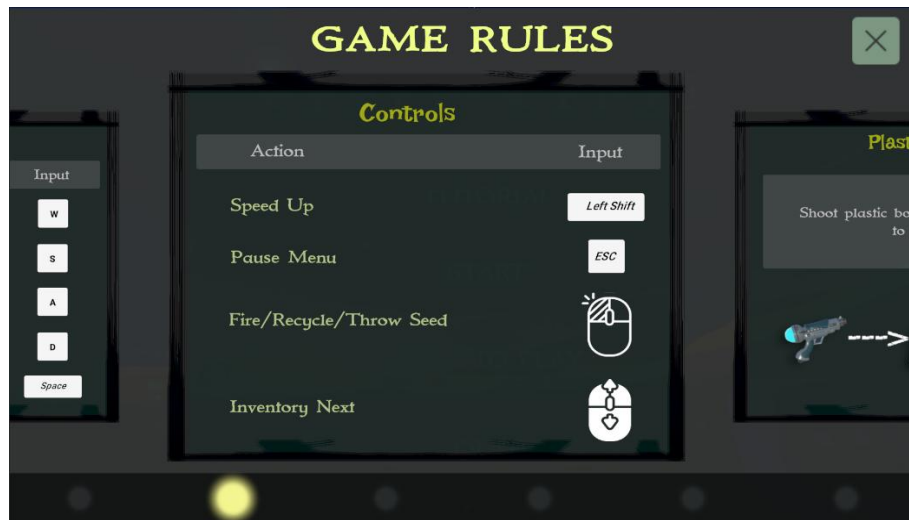 GAME RULES
Controls
Action Input
Speed Up Left Shift
Pause Menu ESC
Fire/Recycle/Throw Seed
Inventory Next
Input
W
S
A
D
Space
Shoot plastic
to